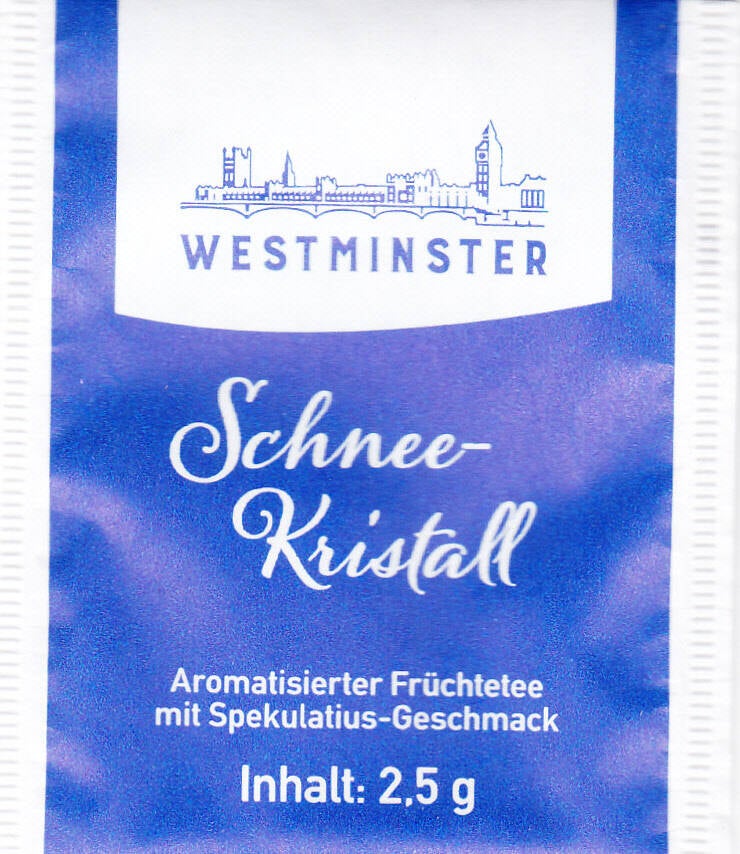 WESTMINSTER
Schnee-
Kristall
Aromatisierter Früchtetee
mit Spekulatius-Geschmack
Inhalt: 2,5 g